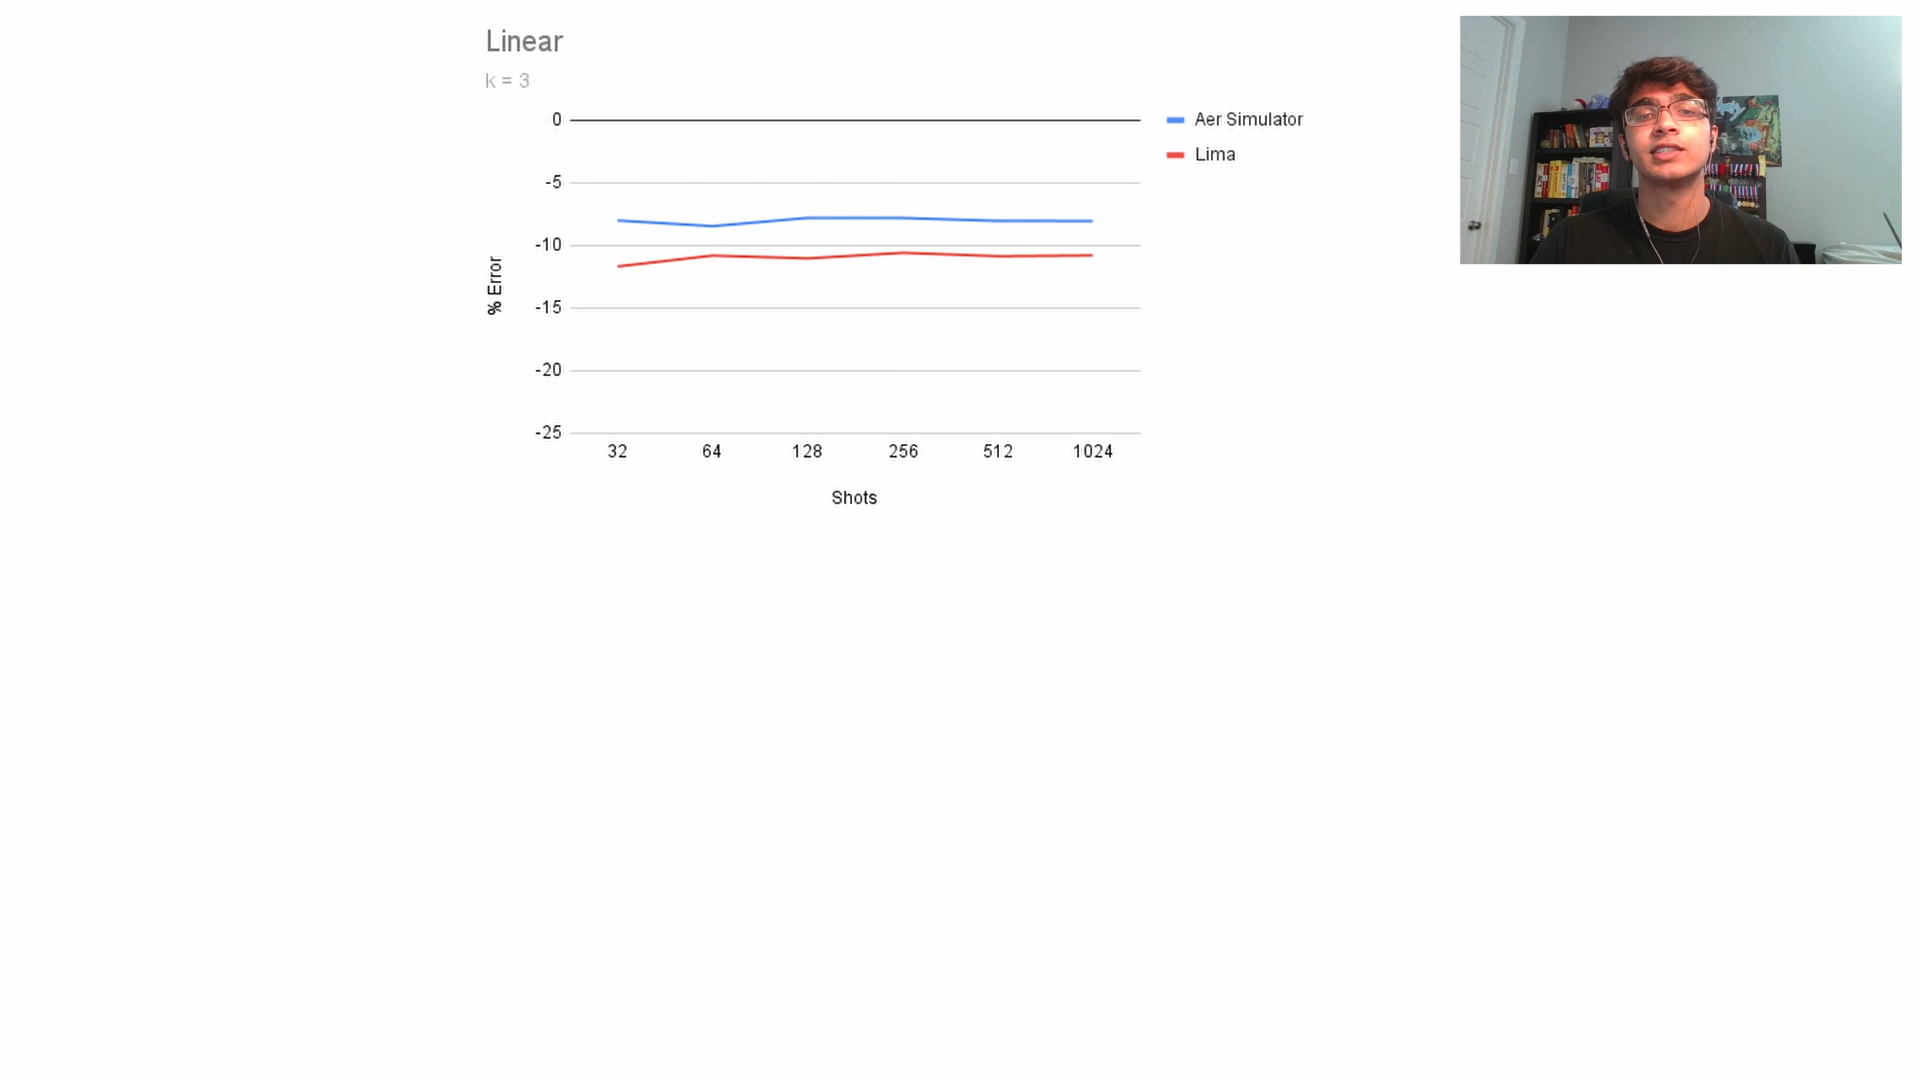 Linear
k = 3
0
-5
-10
-15
-20
-25
% Error
32 64 128 256 512 1024
Shots
Aer Simulator
Lima